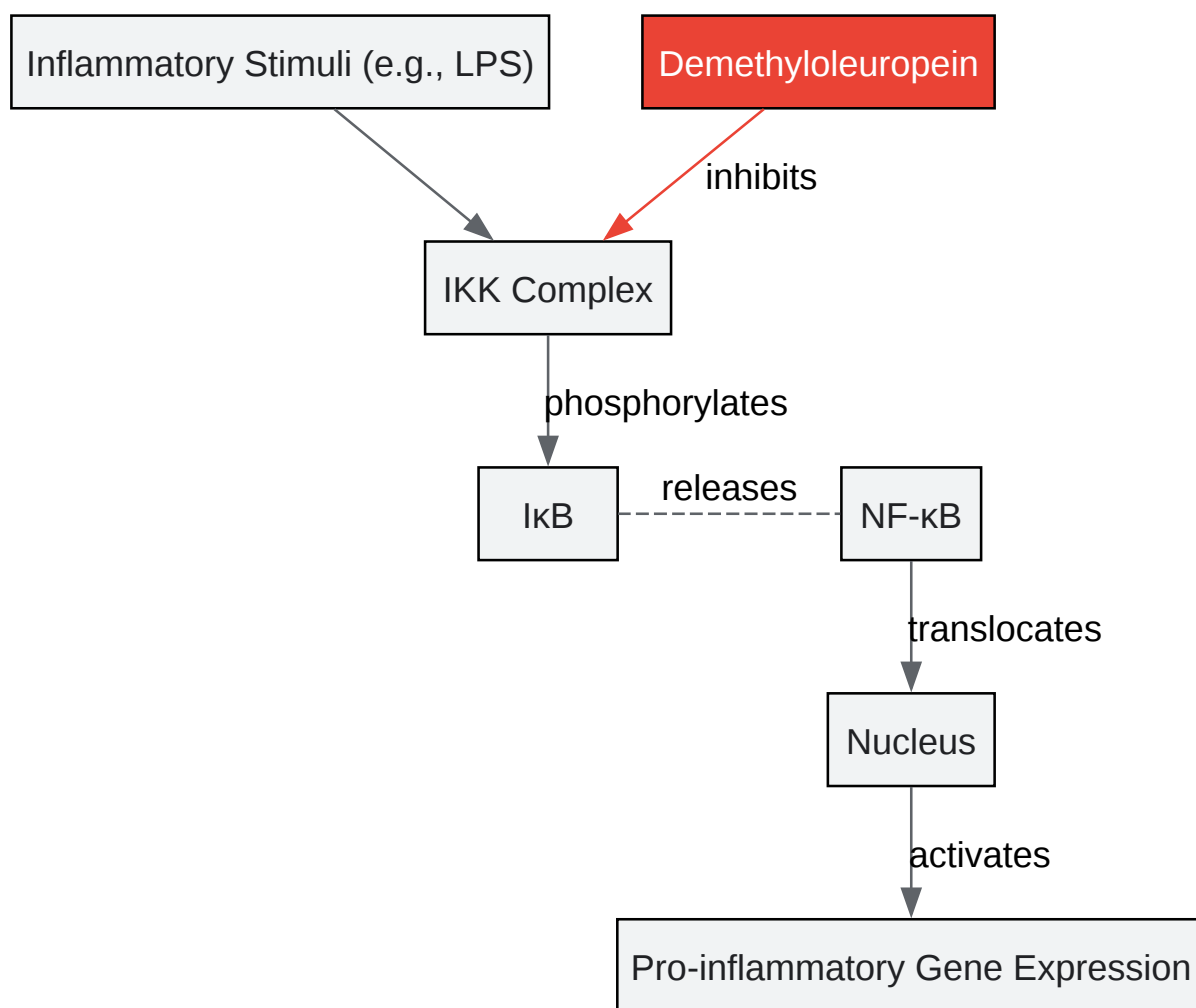 Inflammatory Stimuli (e.g., LPS)
Demethyloleuropein
inhibits
IKK Complex
phosphorylates
IκB
releases
NF-κB
translocates
Nucleus
activates
Pro-inflammatory Gene Expression